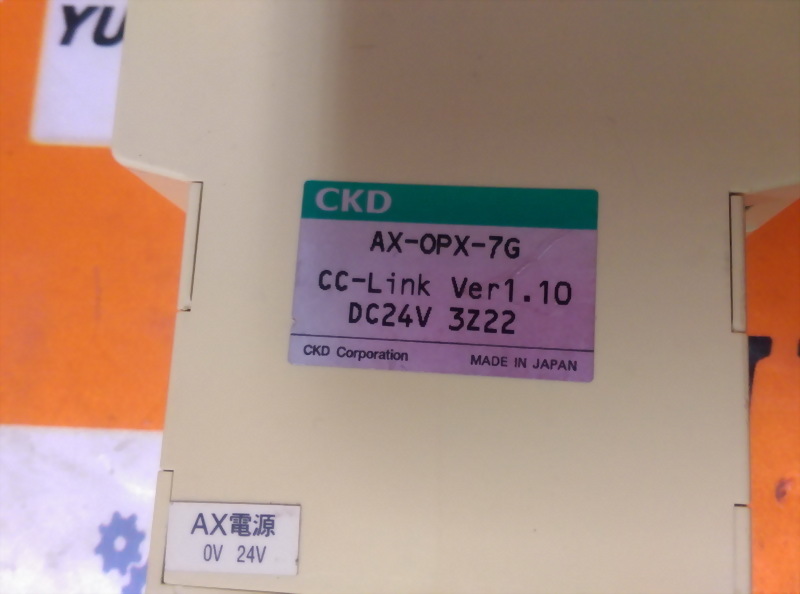 YU
CKD
AX-OPX-7G
CC-Link Ver1.10
DC24V 3Z22
CKD Corporation MADE IN JAPAN
AX電源
0V 24V